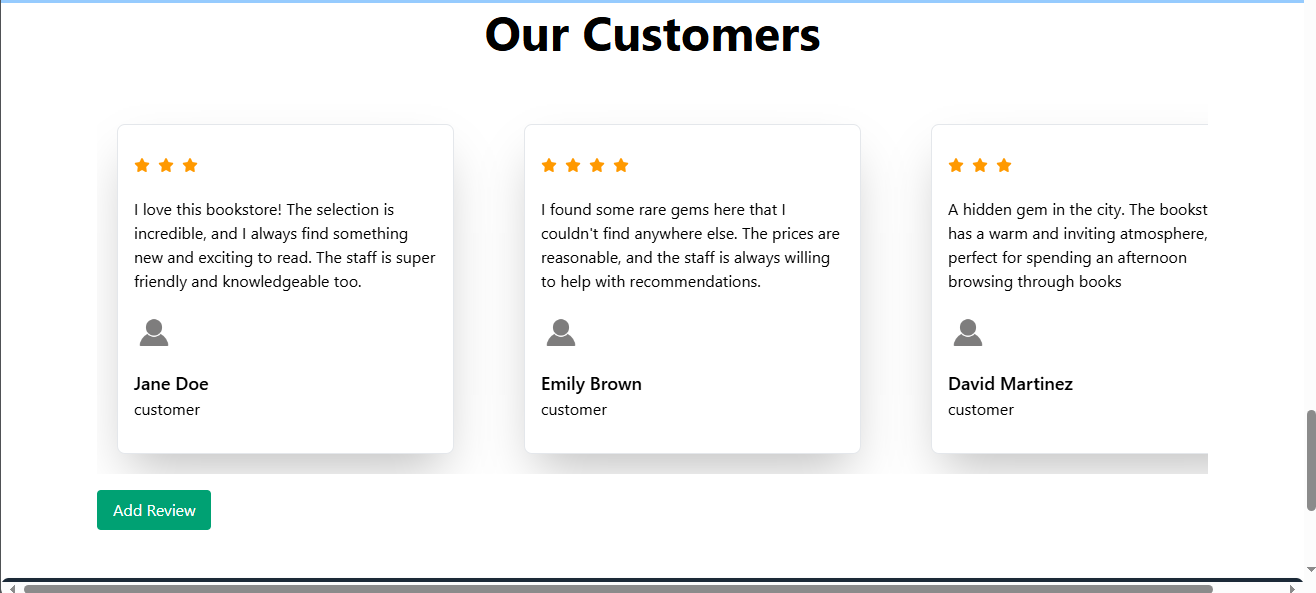 Our Customers
I love this bookstore! The selection is
incredible, and I always find something
new and exciting to read. The staff is super
friendly and knowledgeable too.
Jane Doe
customer
I found some rare gems here that I
couldn't find anywhere else. The prices are
reasonable, and the staff is always willing
to help with recommendations.
Emily Brown
customer
A hidden gem in the city. The bookst
has a warm and inviting atmosphere,
perfect for spending an afternoon
browsing through books
David Martinez
customer
Add Review